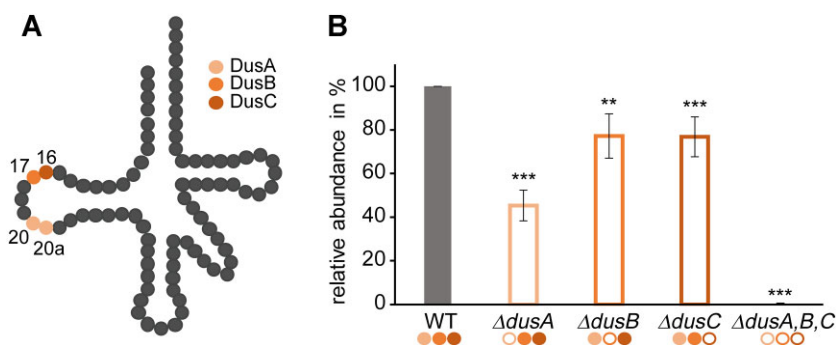 A
DusA
DusB
DusC
17 16
20
20a
B
relative abundance in %
100
80
60
40
20
0
***
**
***
***
WT ΔdusA ΔdusB ΔdusC ΔdusA,B,C